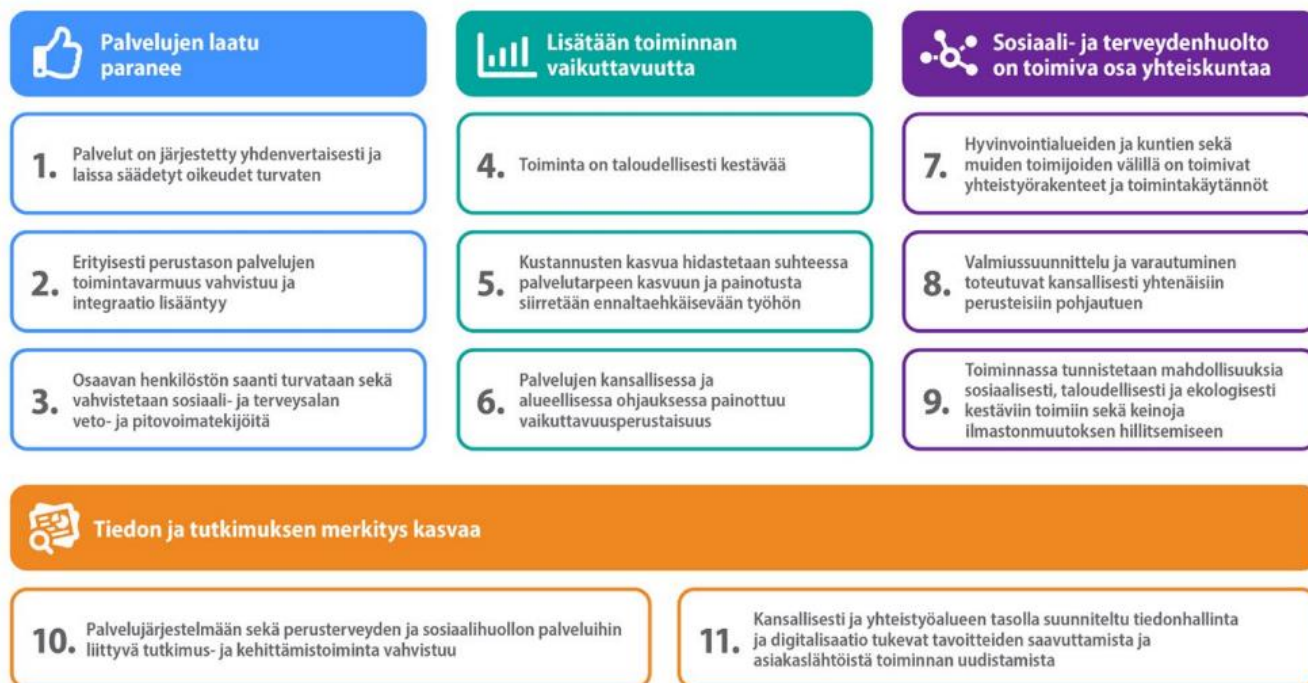 Palvelujen laatu
paranee
1. Palvelut on järjestetty yhdenvertaisesti ja
laissa säädetyt oikeudet turvaten
2. Erityisesti perustason palvelujen
toimintavarmuus vahvistuu ja
integraatio lisääntyy
3. Osaavan henkilöstön saanti turvataan sekä
vahvistetaan sosiaali- ja terveysalan
veto- ja pitovoimatekijöitä
Lisätään toiminnan
vaikuttavuutta
4. Toiminta on taloudellisesti kestävää
5. Kustannusten kasvua hidastetaan suhteessa
palvelutarpeen kasvuun ja painotusta
siirretään ennaltaehkäisevään työhön
6. Palvelujen kansallisessa ja
alueellisessa ohjauksessa painottuu
vaikuttavuusperustaisuus
Sosiaali- ja terveydenhuolto
on toimiva osa yhteiskuntaa
7. Hyvinvointialueiden ja kuntien sekä
muiden toimijoiden välillä on toimivat
yhteistyörakenteet ja toimintakäytännöt
8. Valmiussuunnittelu ja varautuminen
toteutuvat kansallisesti yhtenäisiin
perusteisiin pohjautuen
9. Toiminnassa tunnistetaan mahdollisuuksia
sosiaalisesti, taloudellisesti ja ekologisesti
kestäviin toimiin sekä keinoja
ilmastonmuutoksen hillitsemiseen
Tiedon ja tutkimuksen merkitys kasvaa
10. Palvelujärjestelmään sekä perusterveyden ja sosiaalihuollon palveluihin
liittyvä tutkimus- ja kehittämistoiminta vahvistuu
11. Kansallisesti ja yhteistyöalueen tasolla suunniteltu tiedonhallinta
ja digitalisaatio tukevat tavoitteiden saavuttamista ja
asiakaslähtöistä toiminnan uudistamista